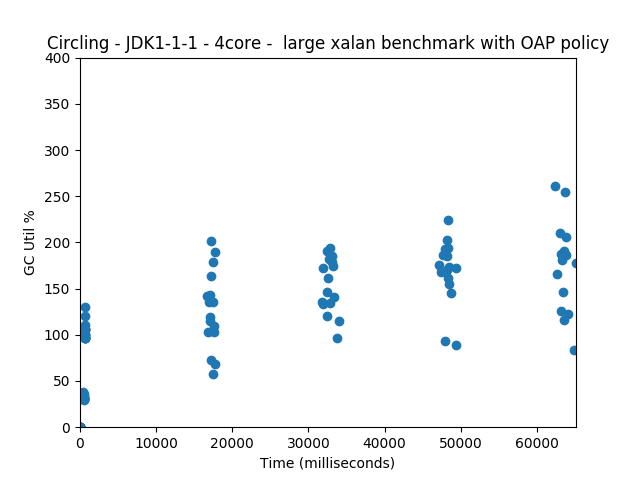 Circling - JDK1-1-1 - 4core -  large xalan benchmark with OAP policy
400
350
300
250
200
150
100
50
0
GC Util %
0 10000 20000 30000 40000 50000 60000
Time (milliseconds)